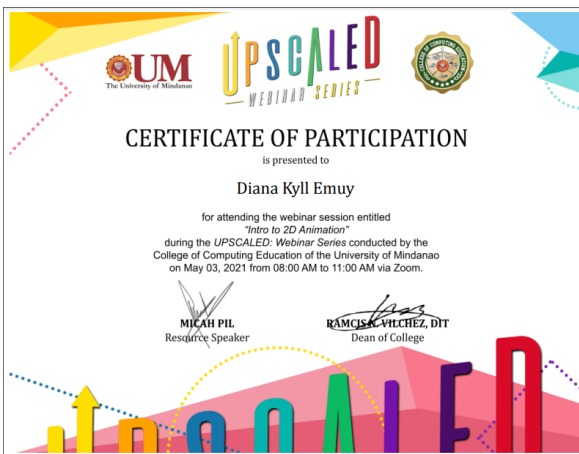 UM
The University of Mindanao
UPSCALED
WEBINAR SERIES
CERTIFICATE OF PARTICIPATION
is presented to
Diana Kyll Emuy
for attending the webinar session entitled
“Intro to 2D Animation”
during the UPSCALED: Webinar Series conducted by the
College of Computing Education of the University of Mindanao
on May 03, 2021 from 08:00 AM to 11:00 AM via Zoom.
MICAH PIL
Resource Speaker
RAMCIS N. VILCHEZ, DIT
Dean of College
UPSCALED